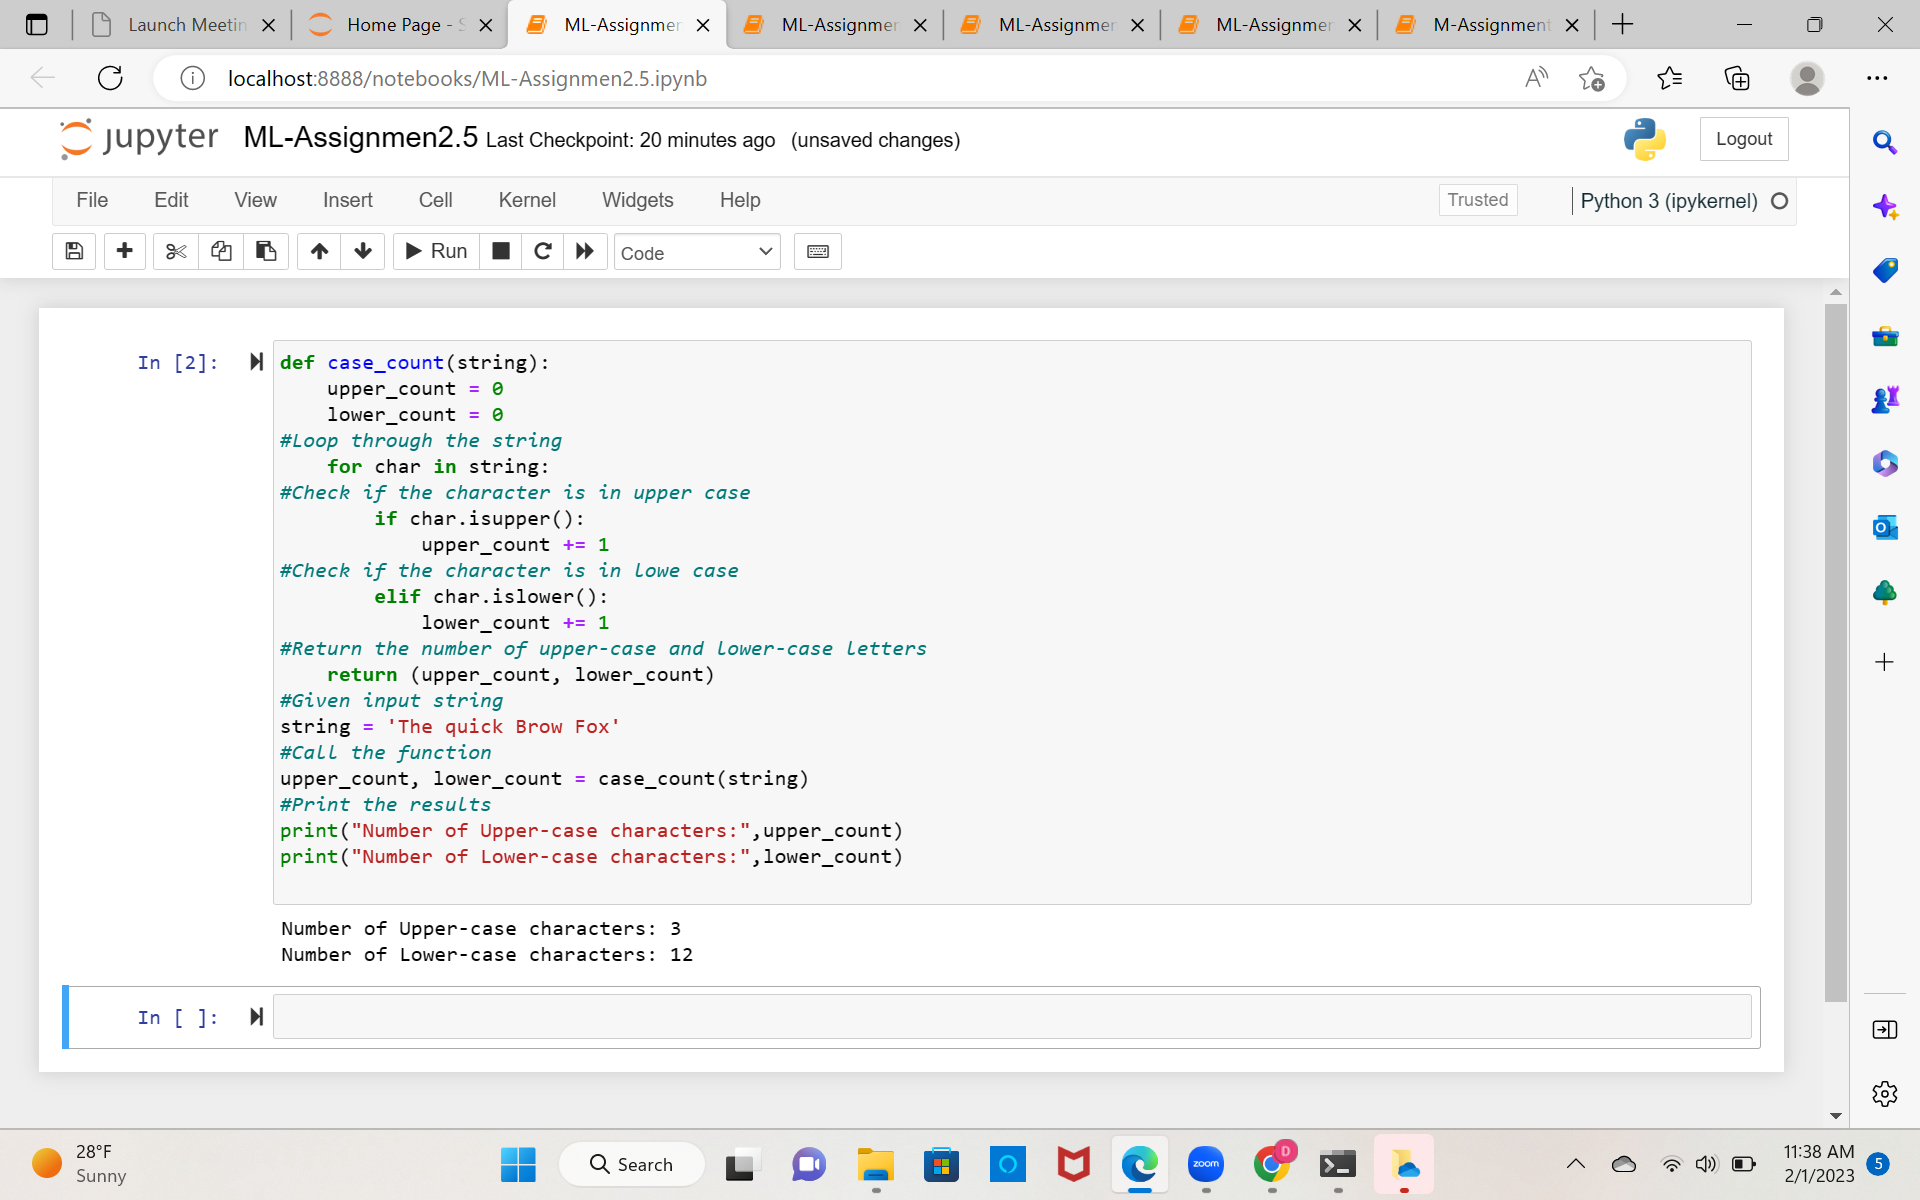 Launch Meetin
Home Page - S
ML-Assignmen
ML-Assignmen
ML-Assignmen
ML-Assignmen
M-Assignment
localhost:8888/notebooks/ML-Assignmen2.5.ipynb
jupyter ML-Assignmen2.5 Last Checkpoint: 20 minutes ago (unsaved changes)
Logout
File Edit View Insert Cell Kernel Widgets Help
Trusted
Python 3 (ipykernel)
Run
Code
In [2]:
def case_count(string):
    upper_count = 0
    lower_count = 0
#Loop through the string
    for char in string:
#Check if the character is in upper case
        if char.isupper():
            upper_count += 1
#Check if the character is in lowe case
        elif char.islower():
            lower_count += 1
#Return the number of upper-case and lower-case letters
    return (upper_count, lower_count)
#Given input string
string = 'The quick Brow Fox'
#Call the function
upper_count, lower_count = case_count(string)
#Print the results
print("Number of Upper-case characters:",upper_count)
print("Number of Lower-case characters:",lower_count)
Number of Upper-case characters: 3
Number of Lower-case characters: 12
In [ ]:
28°F
Sunny
Search
zoom
D
11:38 AM
2/1/2023
5